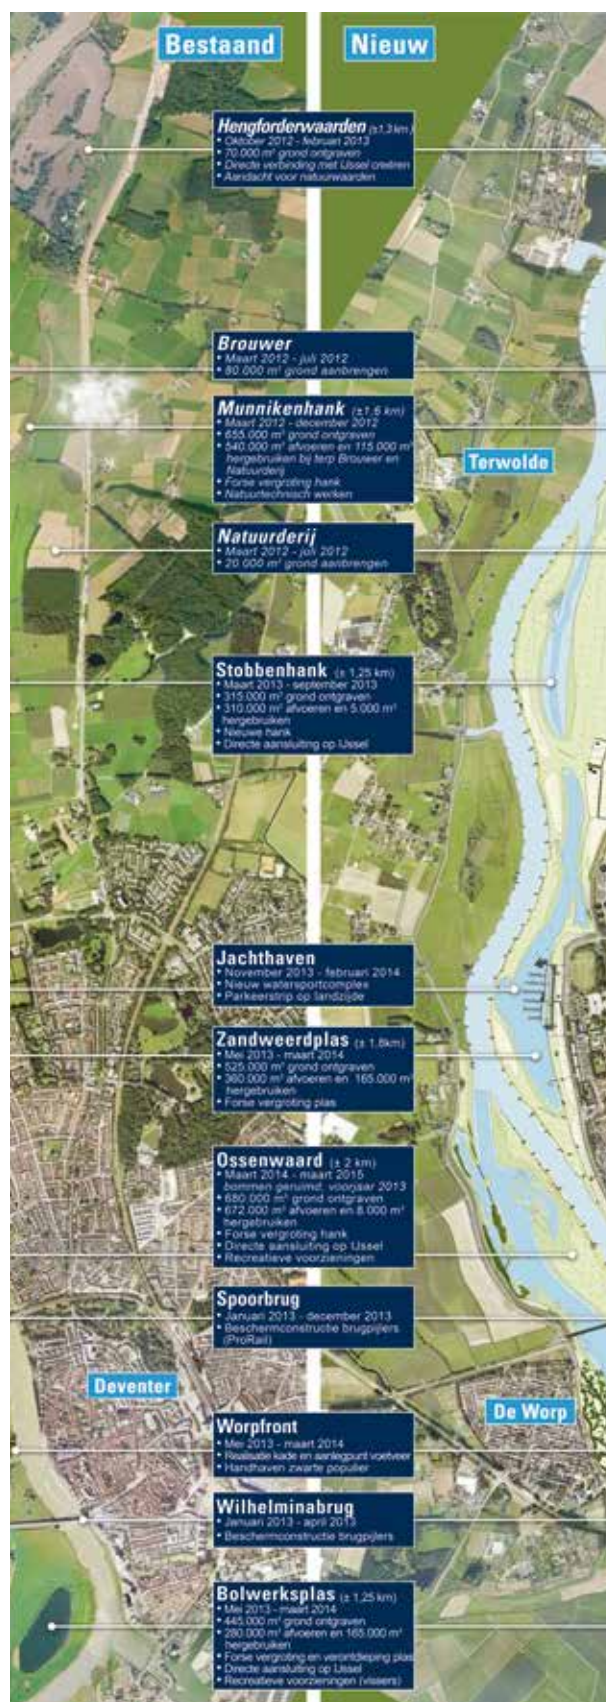 Bestaand
Nieuw
Hengforderwaarden (±1,3 km)
• Oktober 2012 - februari 2013
• 70.000 m³ grond ontgraven
• Directe verbinding met IJssel creëren
• Aandacht voor natuurwaarden
Brouwer
• Maart 2012 - juli 2012
• 80.000 m³ grond aanbrengen
Munnikenhank (±1,6 km)
• Maart 2012 - december 2012
• 655.000 m³ grond ontgraven
• 540.000 m³ afvoeren en 115.000 m³
hergebruiken bij terp Brouwer en
Natuurderij
• Forse vergroting hank
• Natuurtechnisch werken
Terwolde
Natuurderij
• Maart 2012 - juli 2012
• 20.000 m³ grond aanbrengen
Stobbenhank (± 1,25 km)
• Maart 2013 - september 2013
• 315.000 m³ grond ontgraven
• 310.000 m³ afvoeren en 5.000 m³
hergebruiken
• Nieuwe hank
• Directe aansluiting op IJssel
Jachthaven
• November 2013 - februari 2014
• Nieuw watersportcomplex
• Parkeerstrip op landzijde
Zandweerdplas (± 1,8km)
• Mei 2013 - maart 2014
• 525.000 m³ grond ontgraven
• 360.000 m³ afvoeren en 165.000 m³
hergebruiken
• Forse vergroting plas
Ossenwaard (± 2 km)
• Maart 2014 - maart 2015
bommen geruimd, voorjaar 2013
• 680.000 m³ grond ontgraven
• 672.000 m³ afvoeren en 8.000 m³
hergebruiken
• Forse vergroting hank
• Directe aansluiting op IJssel
• Recreatieve voorzieningen
Spoorbrug
• Januari 2013 - december 2013
• Beschermconstructie brugpijlers
(ProRail)
Deventer
De Worp
Worpfront
• Mei 2013 - maart 2014
• Realisatie kade en aanlegpunt voetveer
• Handhaven zwarte populier
Wilhelminabrug
• Januari 2013 - april 2013
• Beschermconstructie brugpijlers
Bolwerksplas (± 1,25 km)
• Mei 2013 - maart 2014
• 445.000 m³ grond ontgraven
• 280.000 m³ afvoeren en 165.000 m³
hergebruiken
• Forse vergroting en verontdieping plas
• Directe aansluiting op IJssel
• Recreatieve voorzieningen (vissers)